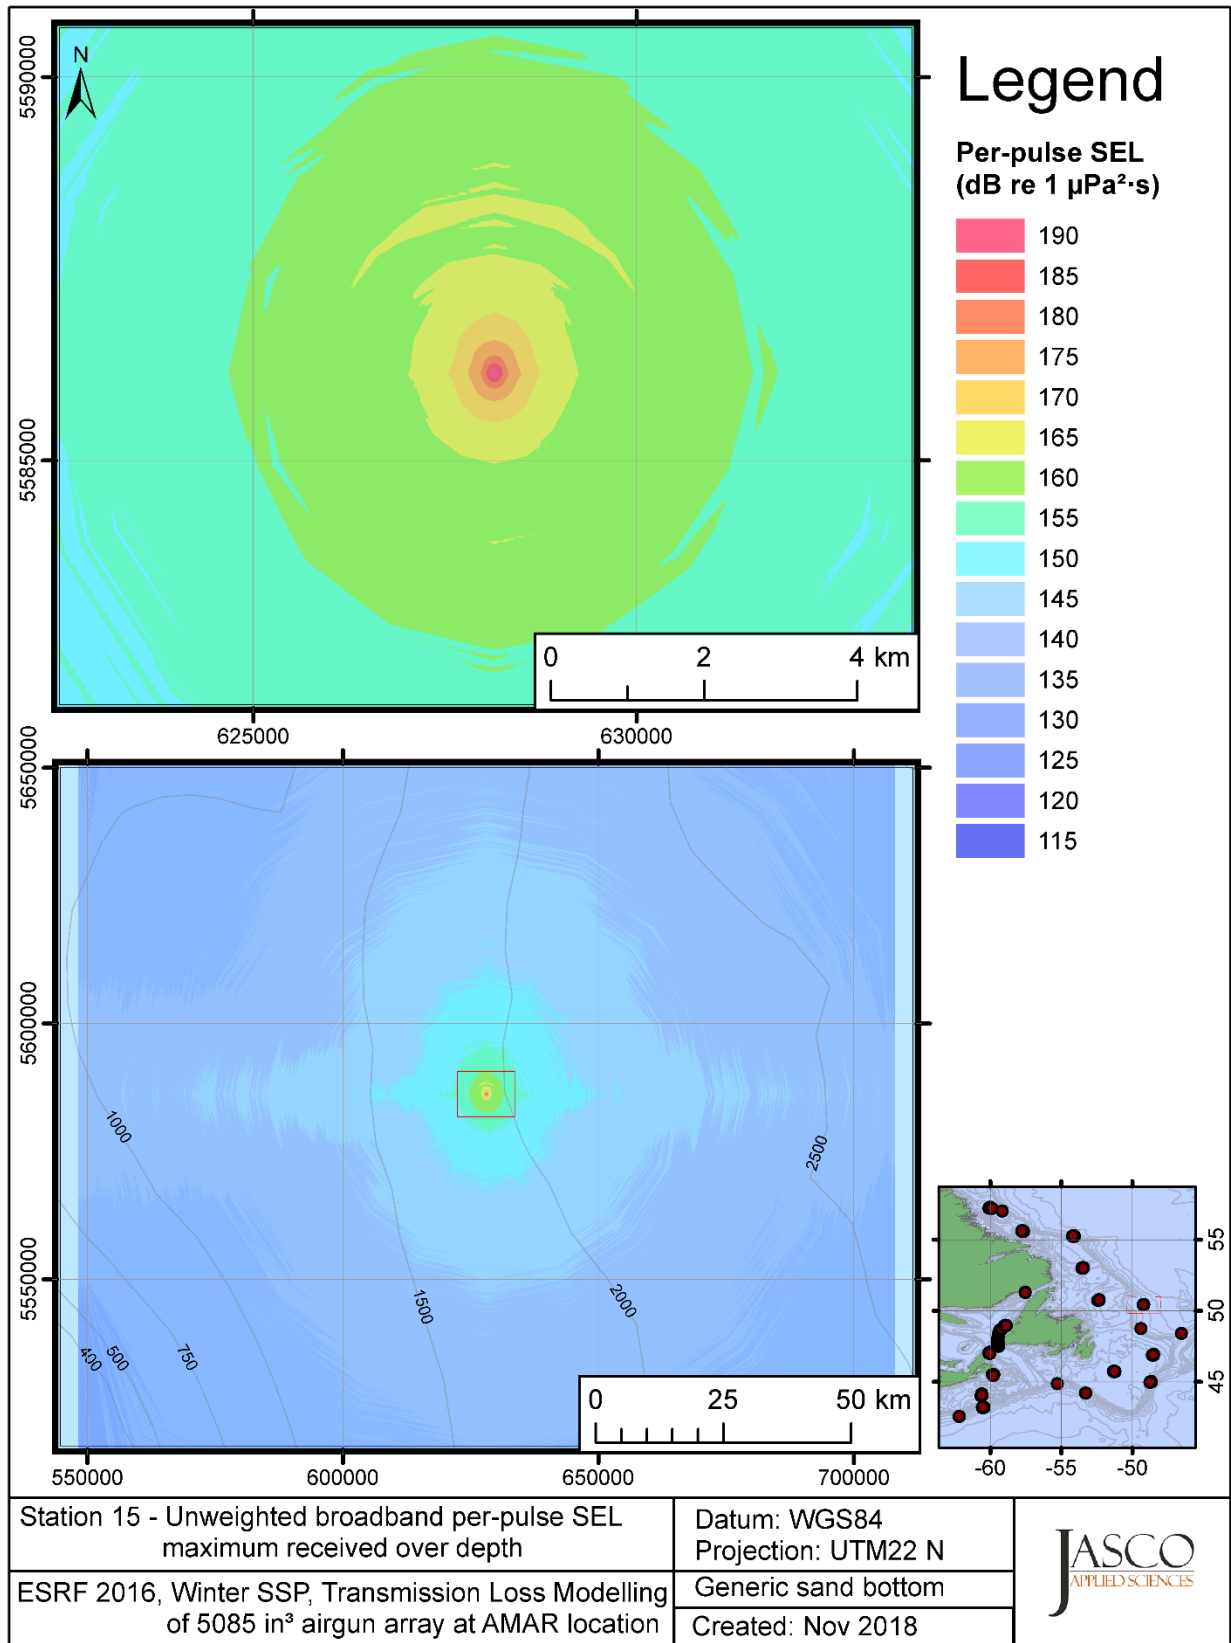 N
5590000
5585000
0 2 4 km
625000 630000
Legend
Per-pulse SEL
(dB re 1 µPa²·s)
190
185
180
175
170
165
160
155
150
145
140
135
130
125
120
115
5650000
5600000
5550000
1000
2500
1500
2000
400
500
750
0 25 50 km
550000 600000 650000 700000
55
50
45
-60 -55 -50
Station 15 - Unweighted broadband per-pulse SEL
maximum received over depth
ESRF 2016, Winter SSP, Transmission Loss Modelling
of 5085 in³ airgun array at AMAR location
Datum: WGS84
Projection: UTM22 N
Generic sand bottom
Created: Nov 2018
JASCO
APPLIED SCIENCES